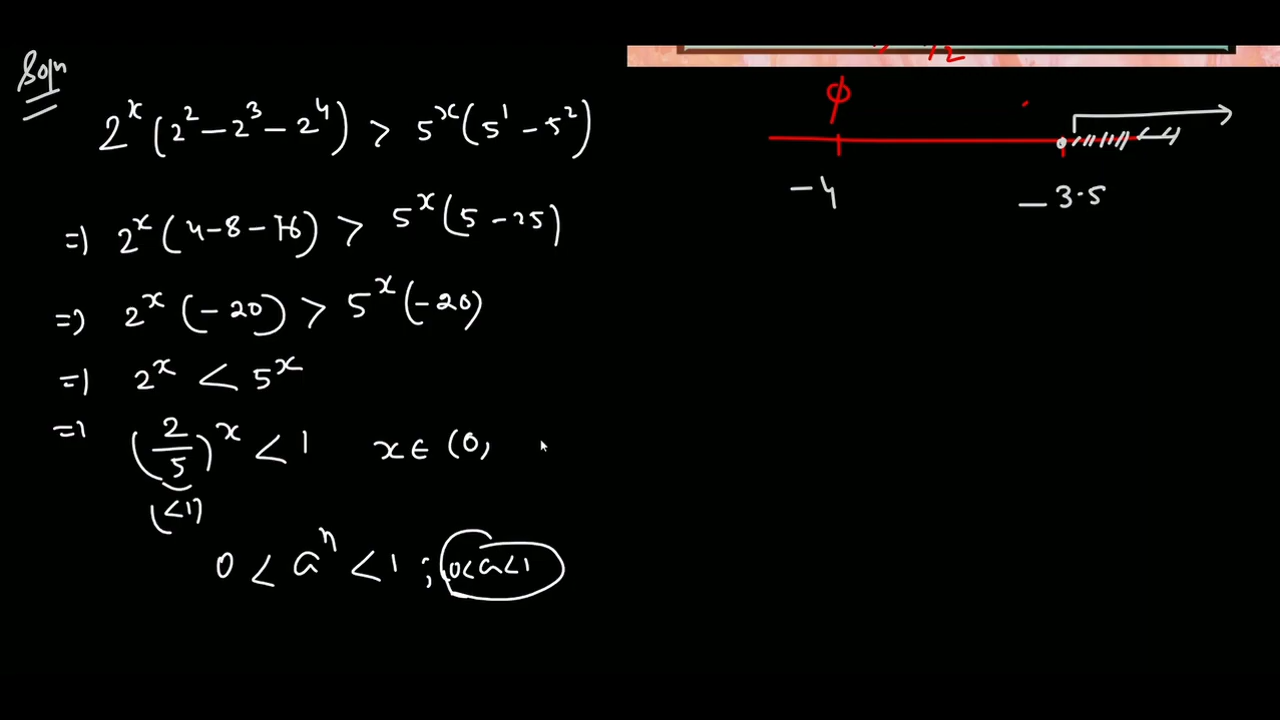 Soln
2^x (2^2 - 2^3 - 2^4) > 5^x (5^1 - 5^2)
=) 2^x (4 - 8 - 16) > 5^x (5 - 25)
=) 2^x (-20) > 5^x (-20)
=) 2^x < 5^x
=) (2/5)^x < 1 x ∈ (0,
(<1)
0 < a^n < 1 ; 0<a<1
ϕ
-4
-3.5